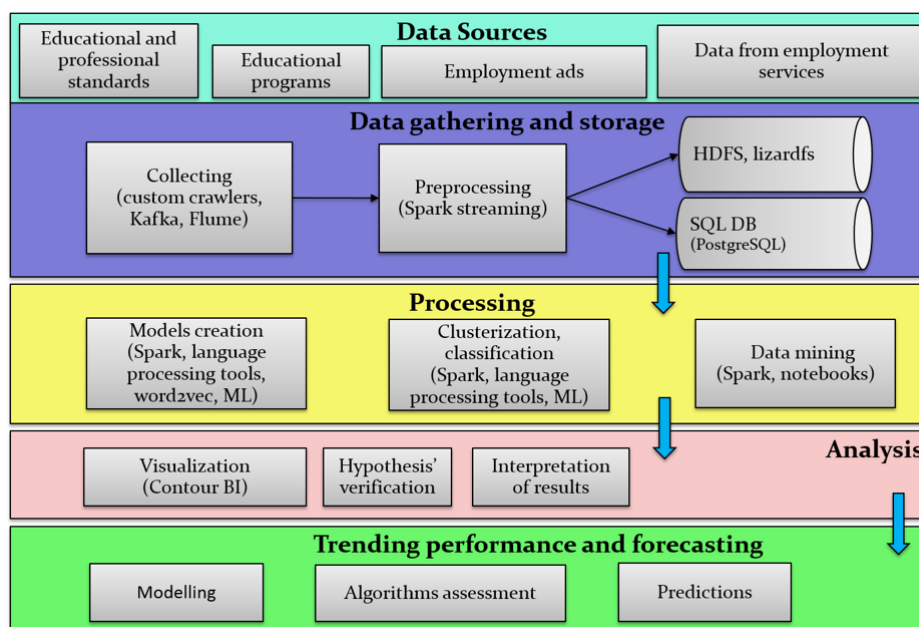 Data Sources
Educational and
professional
standards
Educational
programs
Employment ads
Data from employment
services
Data gathering and storage
Collecting
(custom crawlers,
Kafka, Flume)
Preprocessing
(Spark streaming)
HDFS, lizardfs
SQL DB
(PostgreSQL)
Processing
Models creation
(Spark, language
processing tools,
word2vec, ML)
Clusterization,
classification
(Spark, language
processing tools, ML)
Data mining
(Spark, notebooks)
Analysis
Visualization
(Contour BI)
Hypothesis’
verification
Interpretation
of results
Trending performance and forecasting
Modelling
Algorithms assessment
Predictions